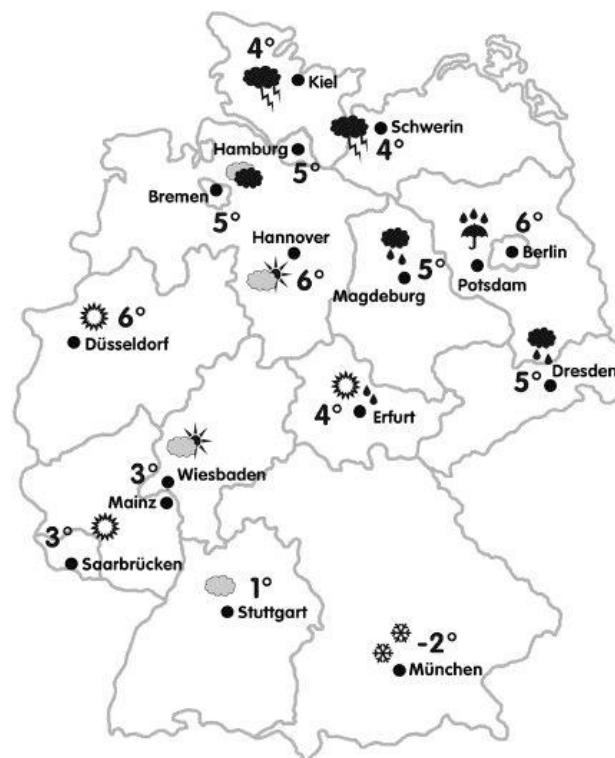 4°
Kiel
Schwerin
4°
Hamburg
5°
Bremen
5°
Hannover
6°
6°
Berlin
Potsdam
5°
Magdeburg
6°
Düsseldorf
Dresden
5°
4°
Erfurt
3°
Wiesbaden
Mainz
3°
Saarbrücken
1°
Stuttgart
-2°
München